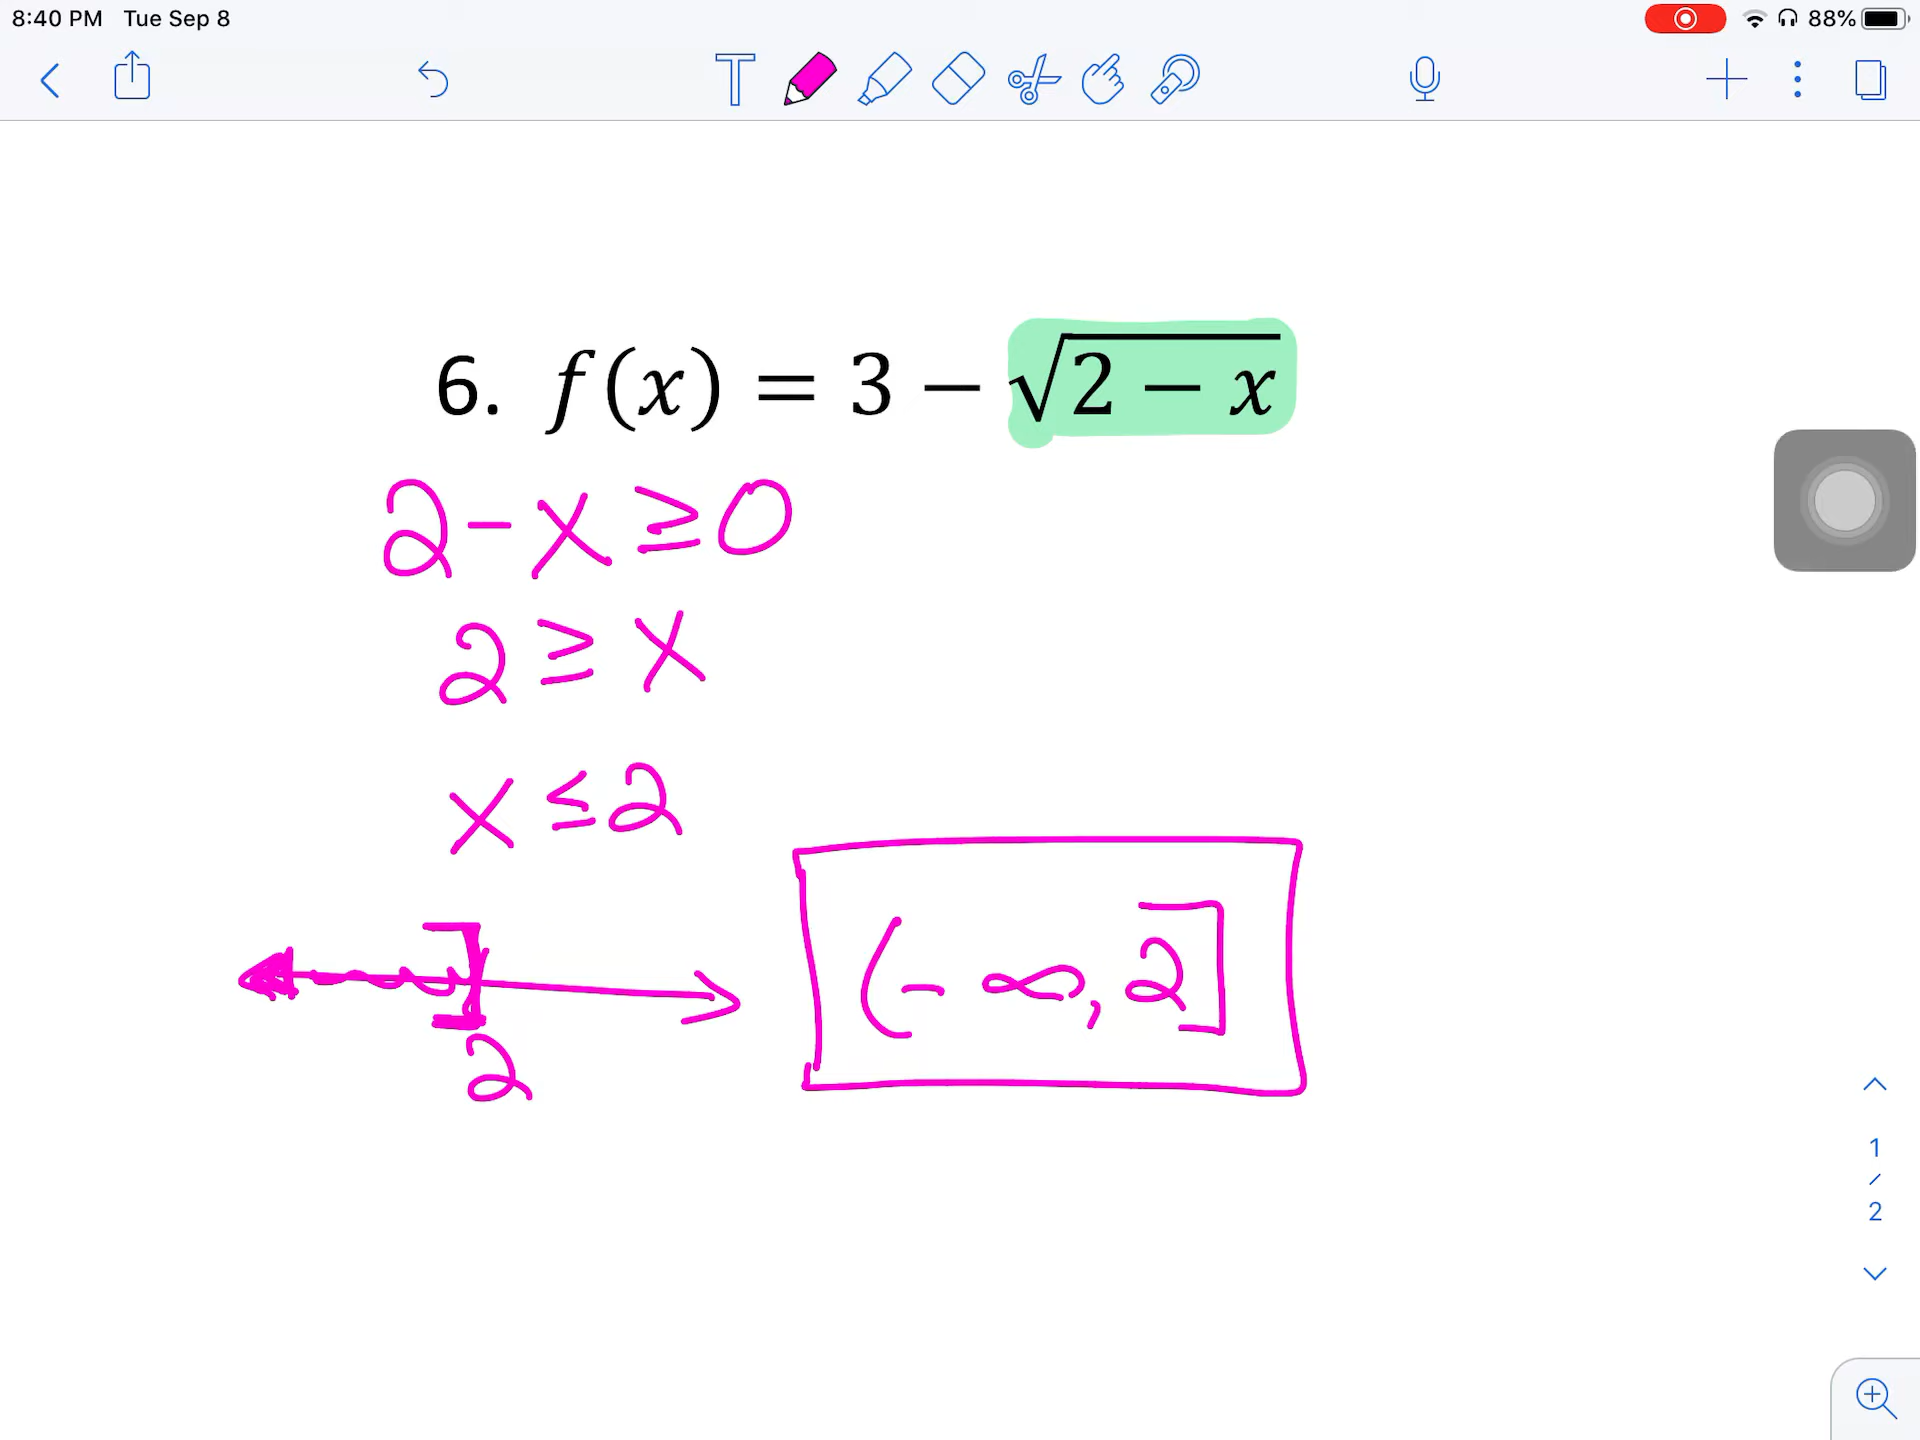 8:40 PM Tue Sep 8 88%
6. f(x) = 3 − √2 − x
2 - x ≥ 0
2 ≥ x
x ≤ 2
2
(- ∞, 2]
1
/
2